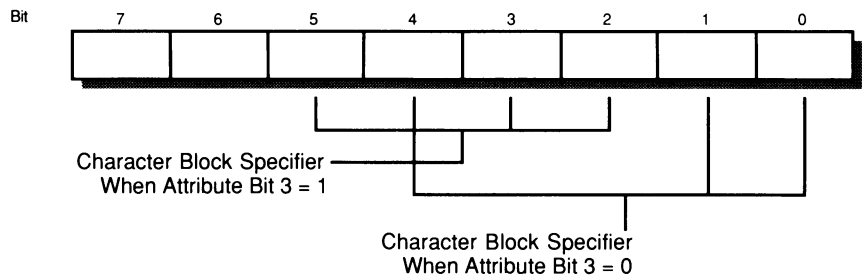 Bit 7 6 5 4 3 2 1 0
Character Block Specifier
When Attribute Bit 3 = 1
Character Block Specifier
When Attribute Bit 3 = 0